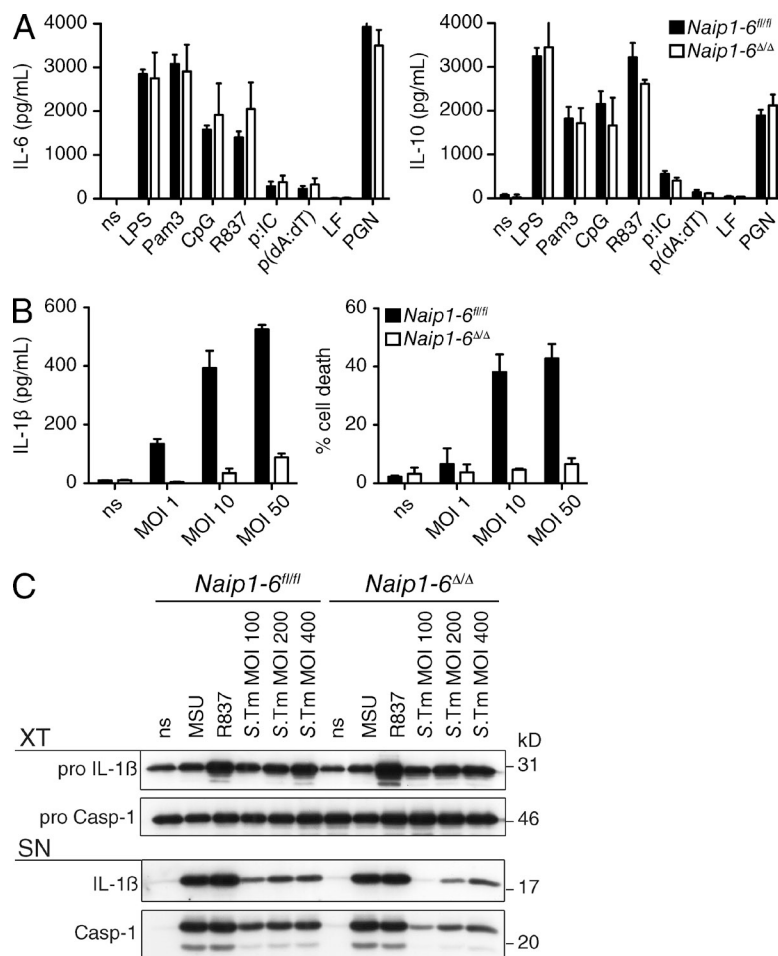 A
IL-6 (pg/mL)
4000
3000
2000
1000
0
ns
LPS
Pam3
CpG
R837
p:IC
p(dA:dT)
LF
PGN
IL-10 (pg/mL)
4000
3000
2000
1000
0
ns
LPS
Pam3
CpG
R837
p:IC
p(dA:dT)
LF
PGN
Naip1-6fl/fl
Naip1-6Δ/Δ
B
IL-1β (pg/mL)
600
400
200
0
ns
MOI 1
MOI 10
MOI 50
% cell death
60
40
20
0
ns
MOI 1
MOI 10
MOI 50
Naip1-6fl/fl
Naip1-6Δ/Δ
C
Naip1-6fl/fl
Naip1-6Δ/Δ
ns
MSU
R837
S.Tm MOI 100
S.Tm MOI 200
S.Tm MOI 400
ns
MSU
R837
S.Tm MOI 100
S.Tm MOI 200
S.Tm MOI 400
XT
kD
pro IL-1ß
31
pro Casp-1
46
SN
IL-1ß
17
Casp-1
20